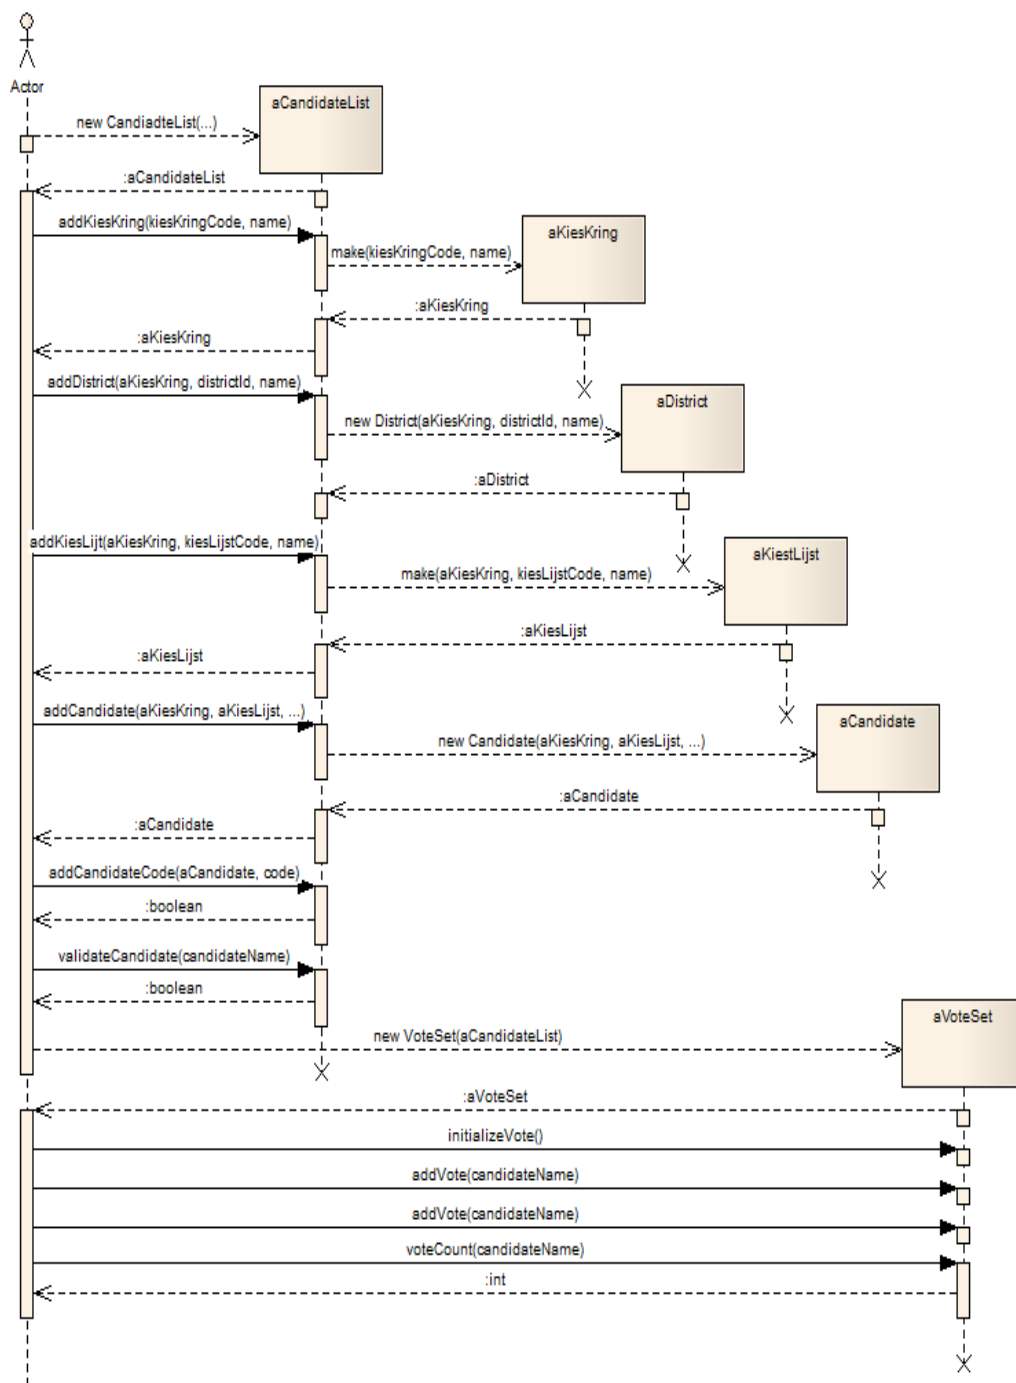 Actor
aCandidateList
new CandiadteList(...)
:aCandidateList
addKiesKring(kiesKringCode, name)
aKiesKring
make(kiesKringCode, name)
:aKiesKring
:aKiesKring
addDistrict(aKiesKring, districtId, name)
aDistrict
new District(aKiesKring, districtId, name)
:aDistrict
addKiesLijt(aKiesKring, kiesLijstCode, name)
aKiestLijst
make(aKiesKring, kiesLijstCode, name)
:aKiesLijst
:aKiesLijst
addCandidate(aKiesKring, aKiesLijst, ...)
aCandidate
new Candidate(aKiesKring, aKiesLijst, ...)
:aCandidate
:aCandidate
addCandidateCode(aCandidate, code)
:boolean
validateCandidate(candidateName)
:boolean
aVoteSet
new VoteSet(aCandidateList)
:aVoteSet
initializeVote()
addVote(candidateName)
addVote(candidateName)
voteCount(candidateName)
:int